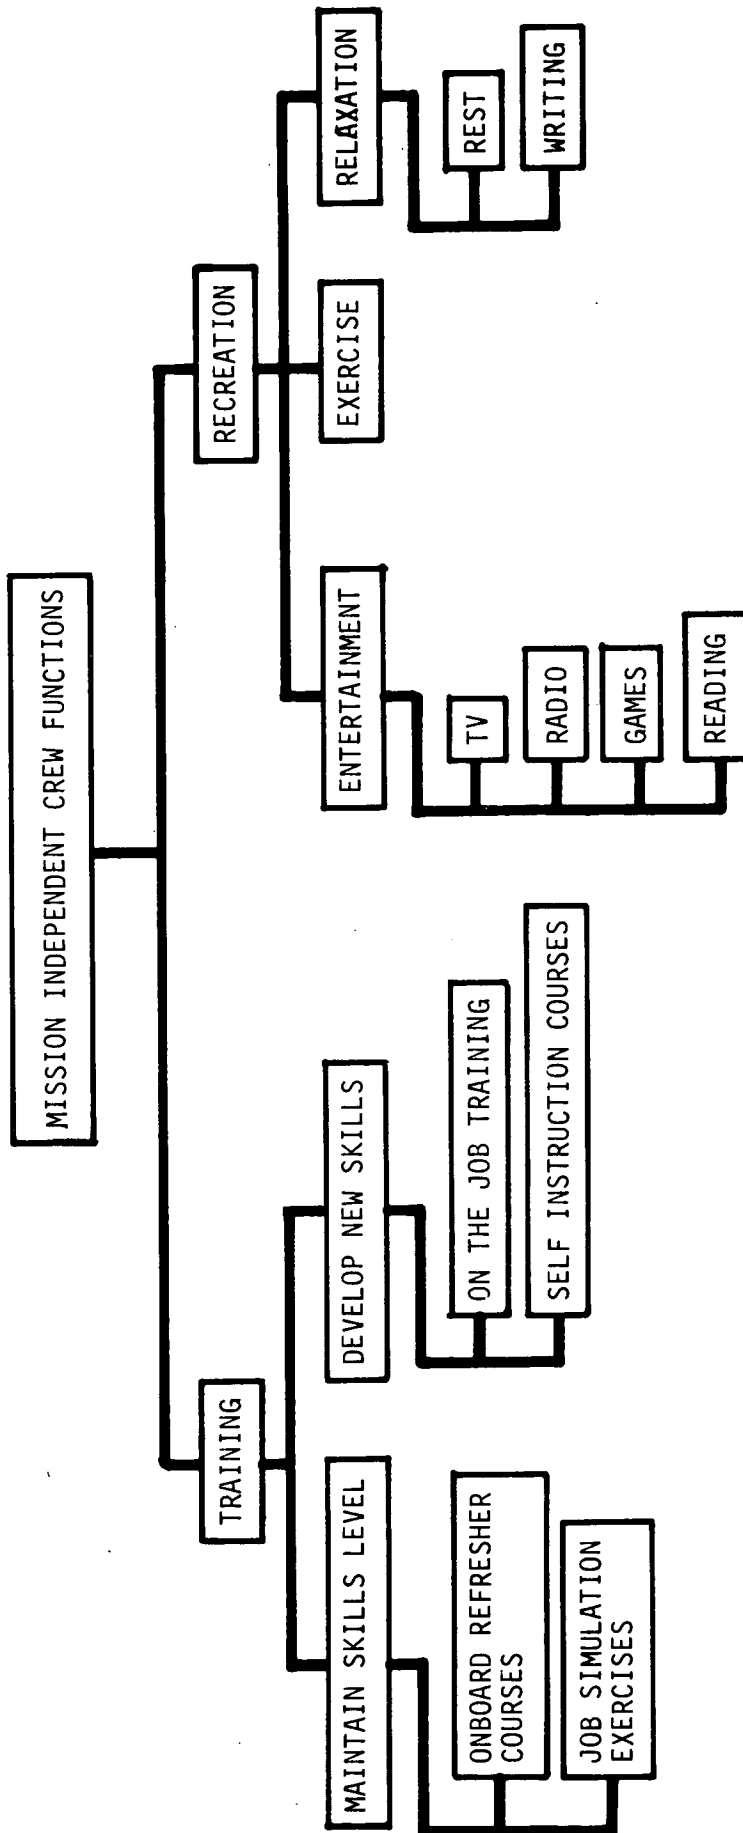 MISSION INDEPENDENT CREW FUNCTIONS
TRAINING
RECREATION
MAINTAIN SKILLS LEVEL
DEVELOP NEW SKILLS
ENTERTAINMENT
EXERCISE
RELAXATION
ONBOARD REFRESHER
COURSES
JOB SIMULATION
EXERCISES
ON THE JOB TRAINING
SELF INSTRUCTION COURSES
TV
RADIO
GAMES
READING
REST
WRITING